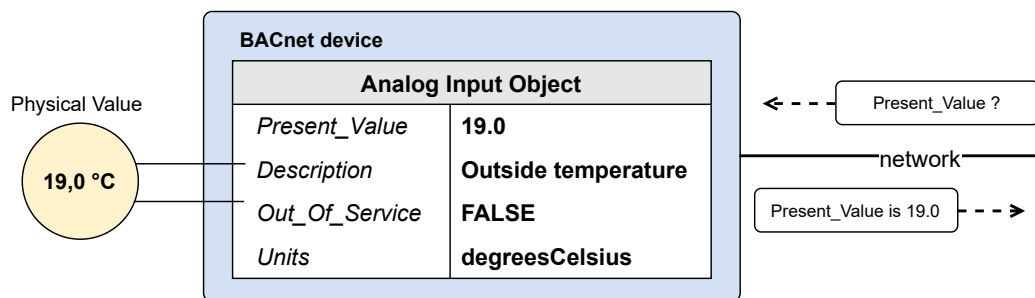 BACnet device
Analog Input Object
Physical Value
19,0 °C
Present_Value 19.0
Description Outside temperature
Out_Of_Service FALSE
Units degreesCelsius
Present_Value ?
network
Present_Value is 19.0